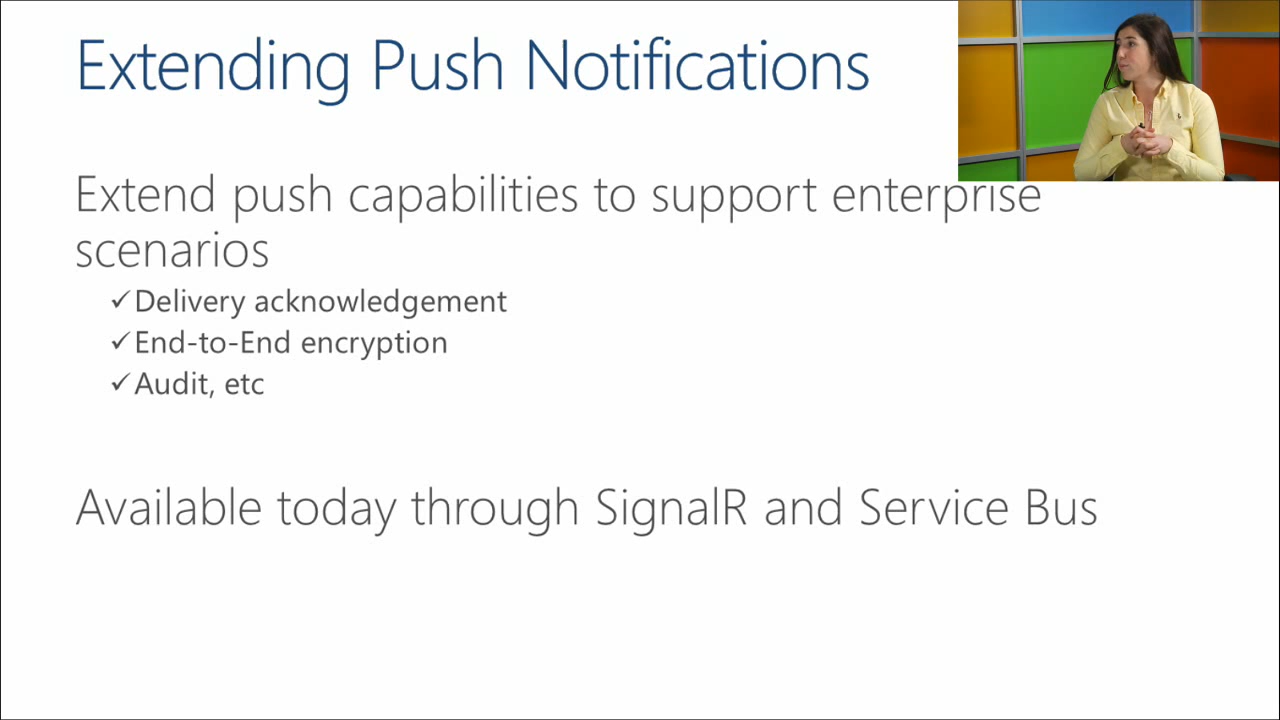 Extending Push Notifications
Extend push capabilities to support enterprise
scenarios
✓Delivery acknowledgement
✓End-to-End encryption
✓Audit, etc
Available today through SignalR and Service Bus